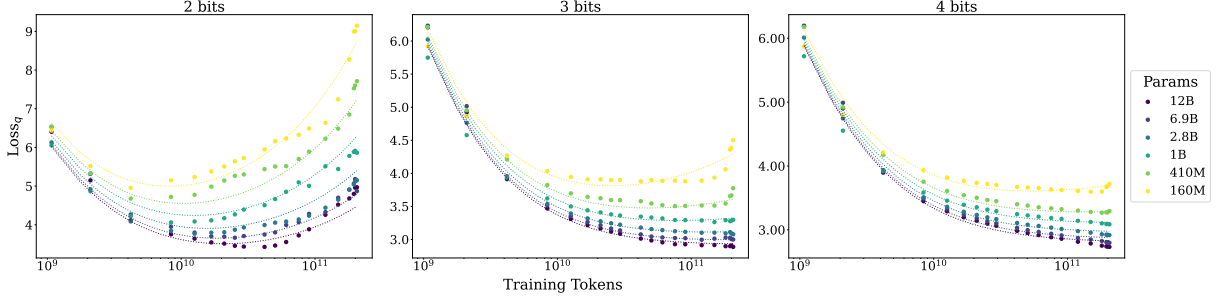 2 bits
3 bits
4 bits
Loss_q
9
8
7
6
5
4
10^9
10^10
10^11
6.0
5.5
5.0
4.5
4.0
3.5
3.0
10^9
10^10
10^11
6.00
5.00
4.00
3.00
10^9
10^10
10^11
Training Tokens
Params
12B
6.9B
2.8B
1B
410M
160M